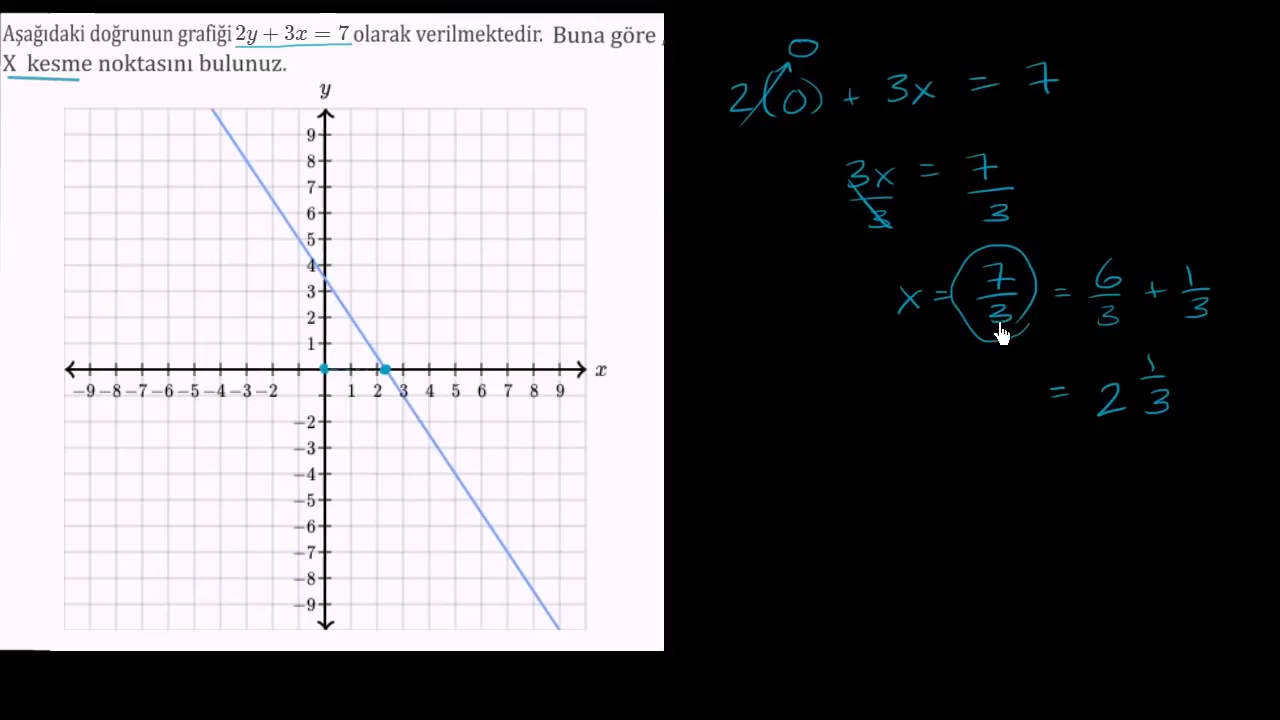 Aşağıdaki doğrunun grafiği 2y + 3x = 7 olarak verilmektedir. Buna göre ,
X kesme noktasını bulunuz.
y
9
8
7
6
5
4
3
2
1
x
−9 −8 −7 −6 −5 −4 −3 −2 1 2 3 4 5 6 7 8 9
−2
−3
−4
−5
−6
−7
−8
−9
0
2(0) + 3x = 7
3x/3 = 7/3
x = 7/3 = 6/3 + 1/3
= 2 1/3